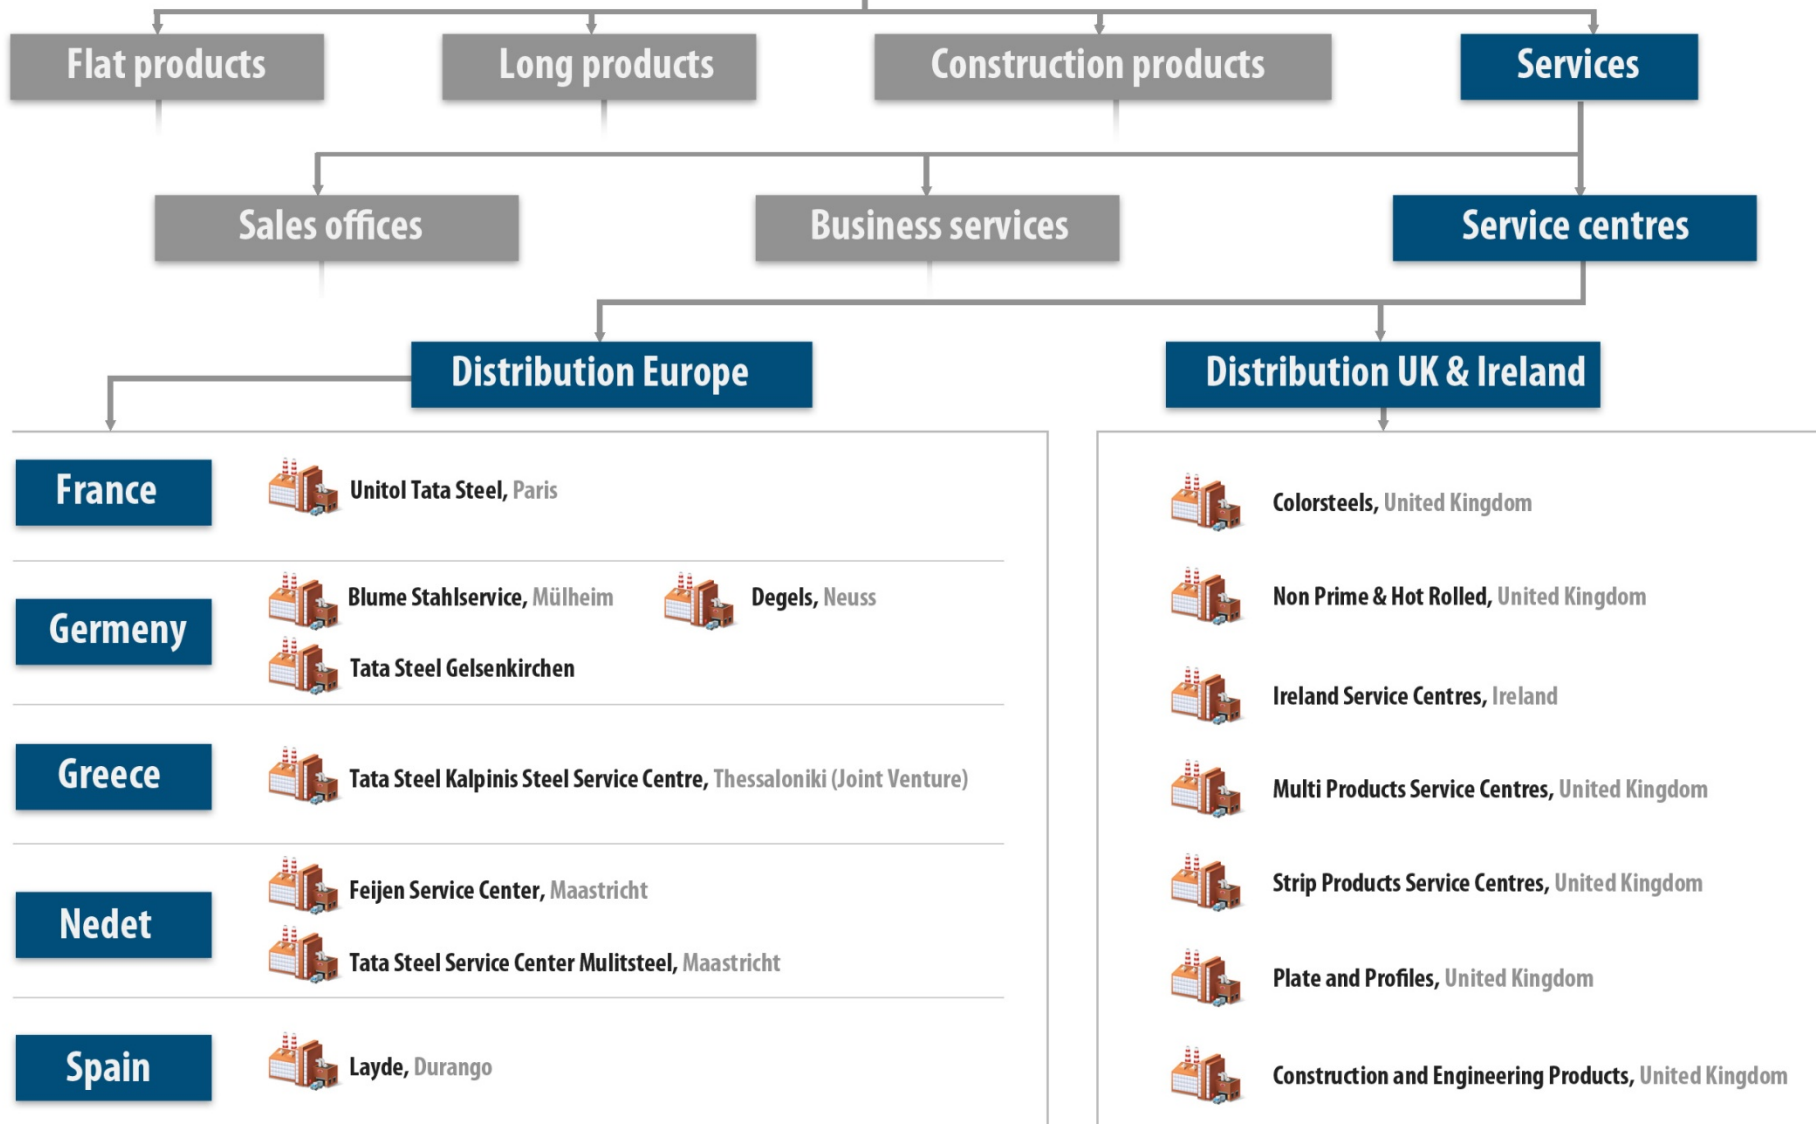 Flat products
Long products
Construction products
Services
Sales offices
Business services
Service centres
Distribution Europe
Distribution UK & Ireland
France
Unitol Tata Steel, Paris
Germeny
Blume Stahlservice, Mülheim
Degels, Neuss
Tata Steel Gelsenkirchen
Greece
Tata Steel Kalpinis Steel Service Centre, Thessaloniki (Joint Venture)
Nedet
Feijen Service Center, Maastricht
Tata Steel Service Center Mulitsteel, Maastricht
Spain
Layde, Durango
Colorsteels, United Kingdom
Non Prime & Hot Rolled, United Kingdom
Ireland Service Centres, Ireland
Multi Products Service Centres, United Kingdom
Strip Products Service Centres, United Kingdom
Plate and Profiles, United Kingdom
Construction and Engineering Products, United Kingdom